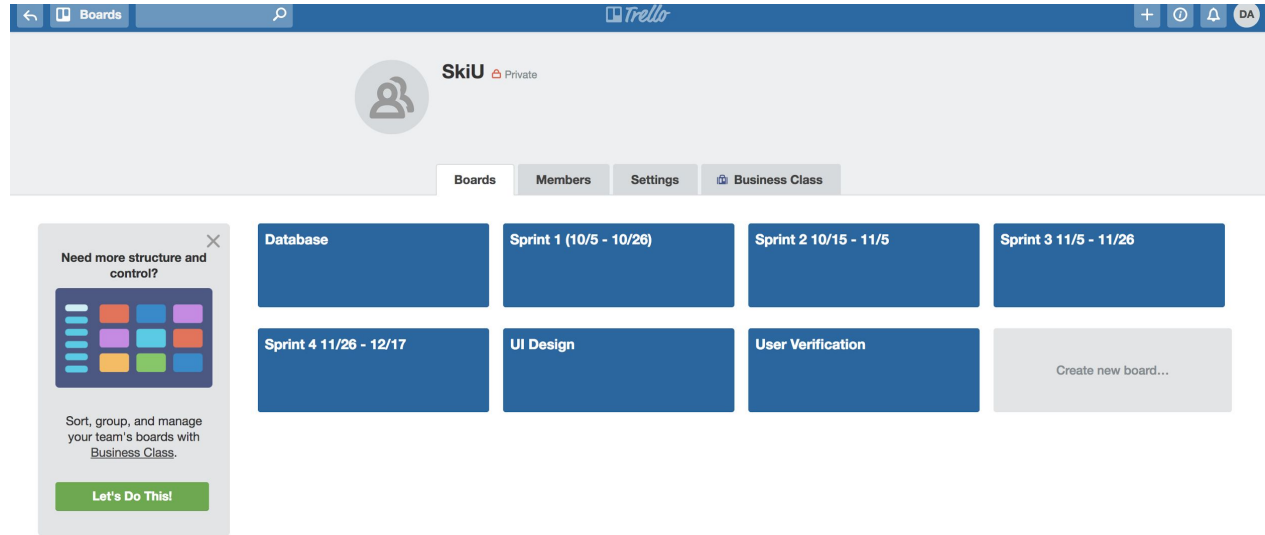 Boards
Trello
DA
SkiU Private
Boards Members Settings Business Class
Need more structure and
control?
Sort, group, and manage
your team's boards with
Business Class.
Let's Do This!
Database
Sprint 1 (10/5 - 10/26)
Sprint 2 10/15 - 11/5
Sprint 3 11/5 - 11/26
Sprint 4 11/26 - 12/17
UI Design
User Verification
Create new board...